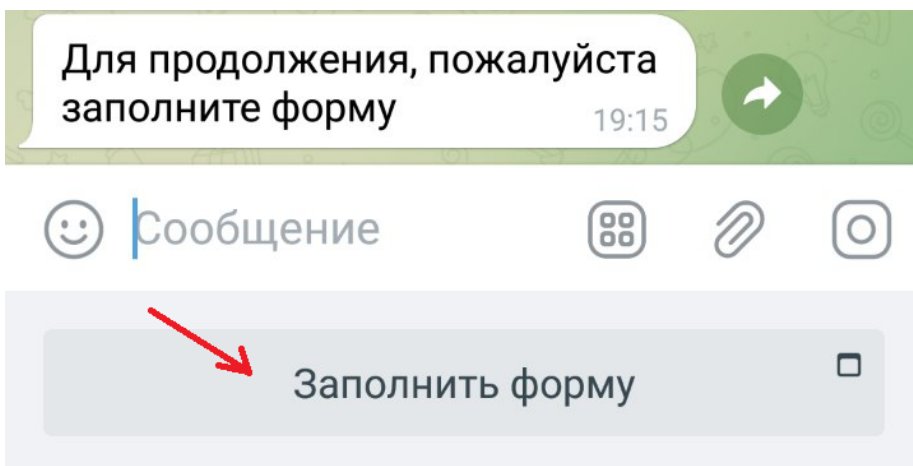 Для продолжения, пожалуйста
заполните форму
19:15
Сообщение
Заполнить форму